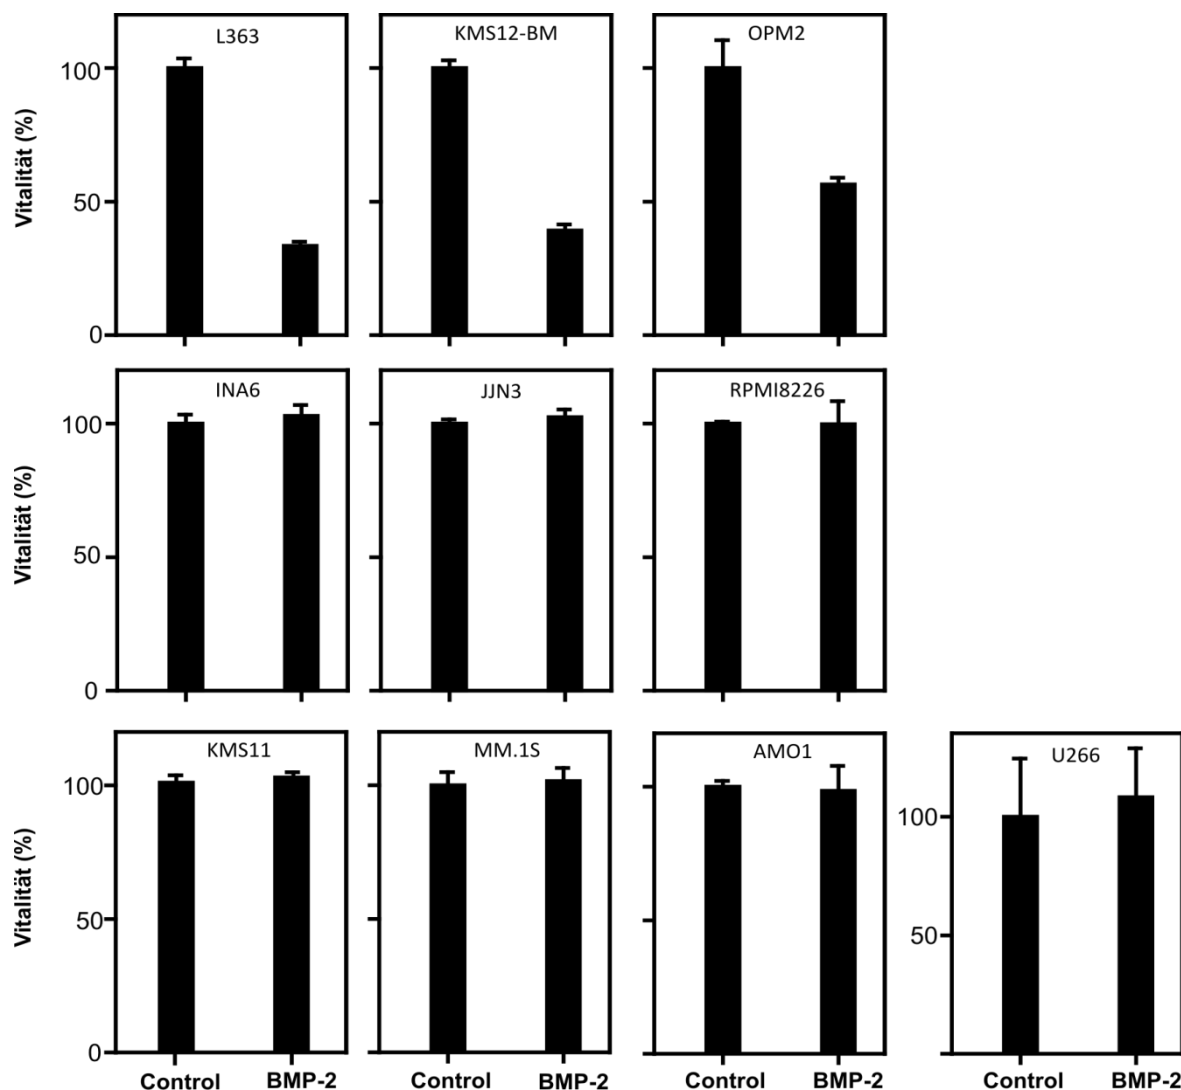 L363 KMS12-BM OPM2
100
50
0
Vitalität (%)
INA6 JJN3 RPMI8226
100
50
0
Vitalität (%)
KMS11 MM.1S AMO1 U266
100 100
50 50
0
Vitalität (%)
Control BMP-2 Control BMP-2 Control BMP-2 Control BMP-2